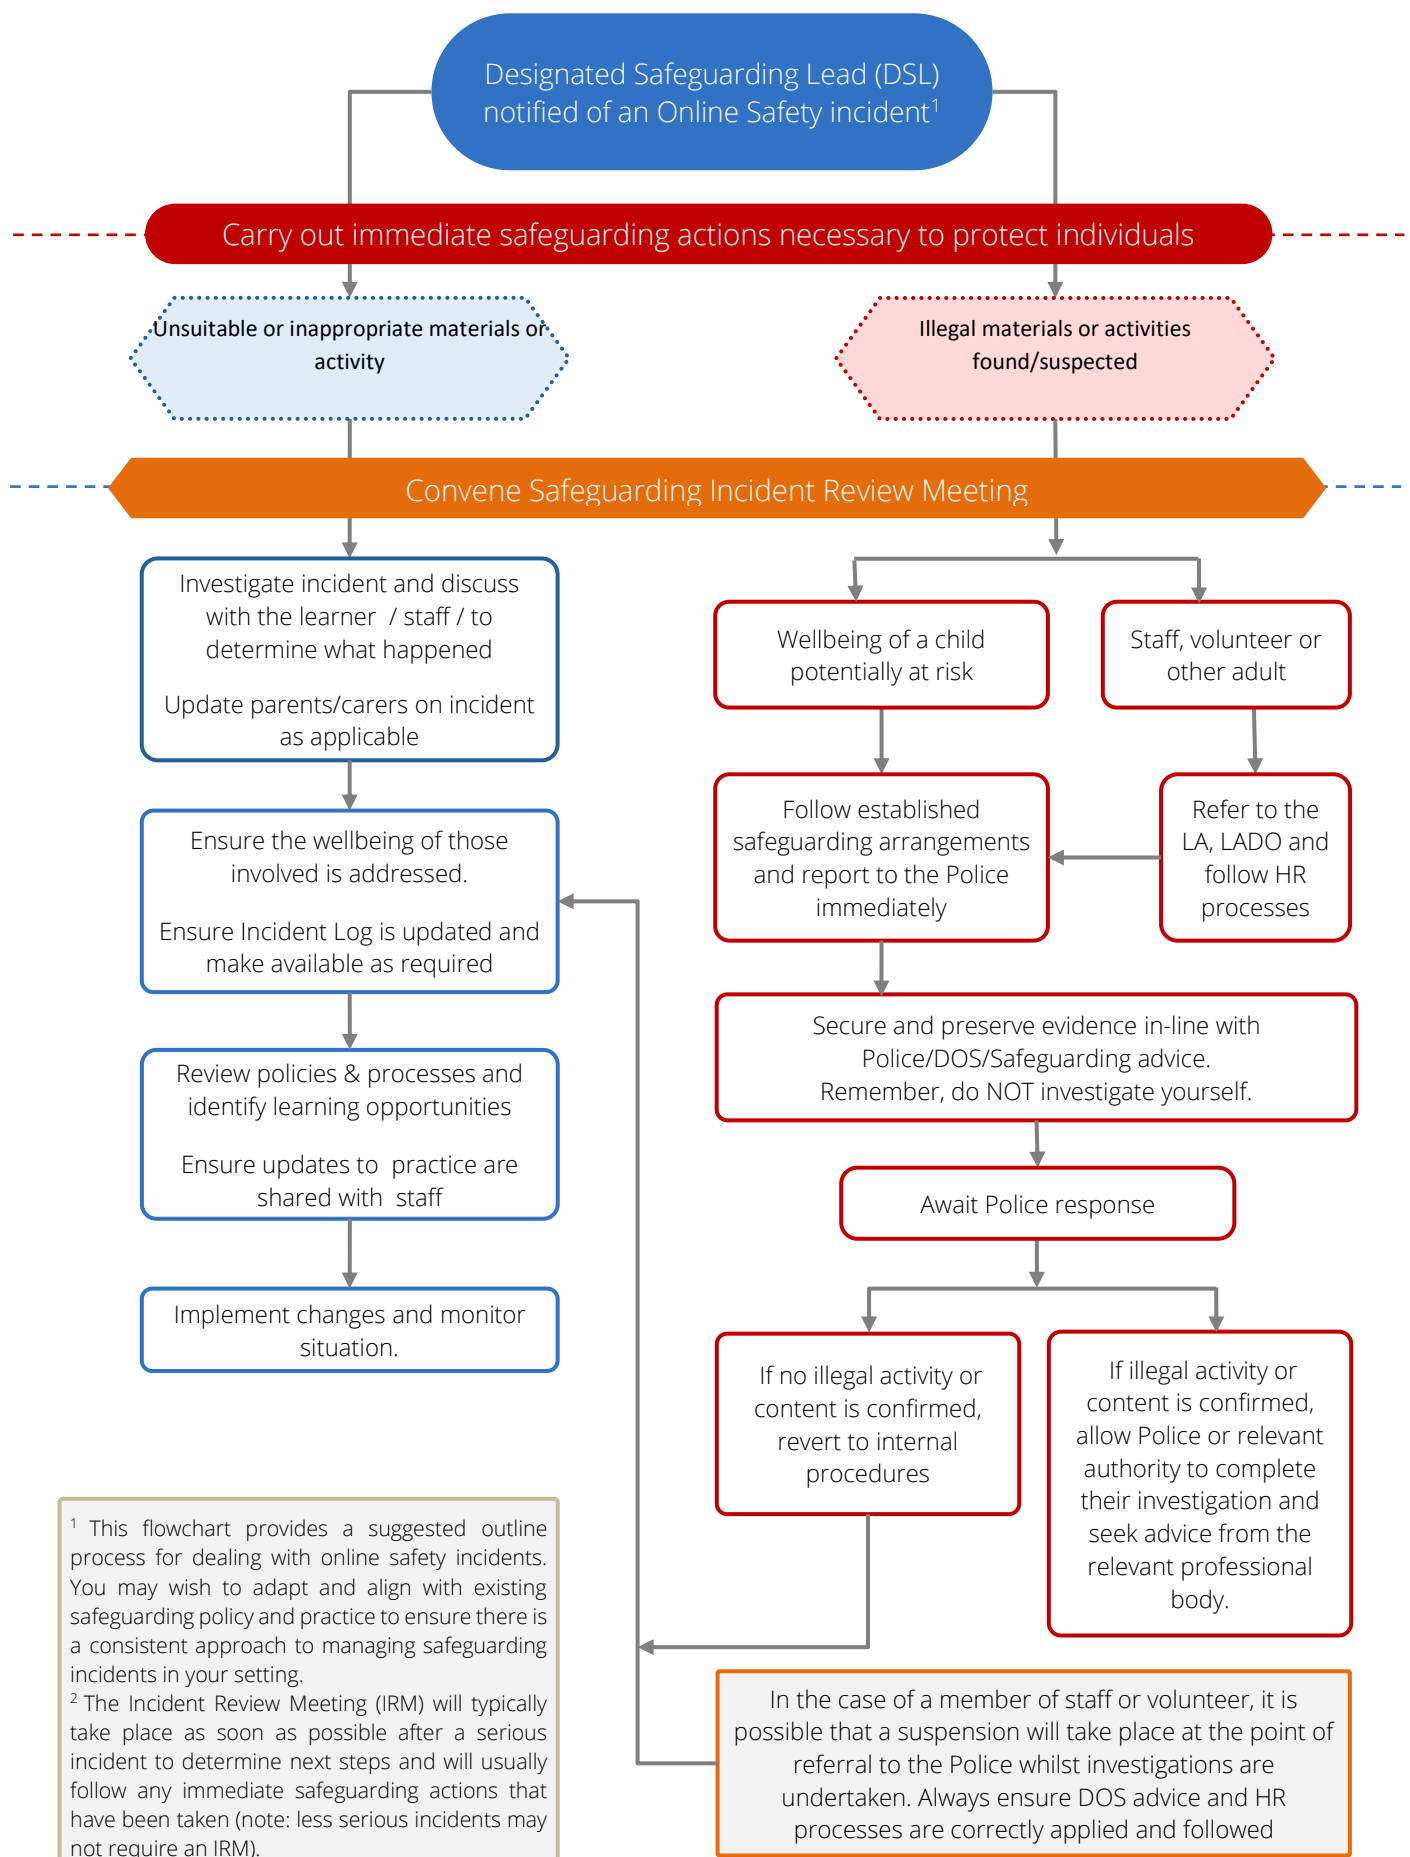 Designated Safeguarding Lead (DSL)
notified of an Online Safety incident1
Carry out immediate safeguarding actions necessary to protect individuals
Unsuitable or inappropriate materials or
activity
Illegal materials or activities
found/suspected
Convene Safeguarding Incident Review Meeting
Investigate incident and discuss
with the learner / staff / to
determine what happened
Update parents/carers on incident
as applicable
Ensure the wellbeing of those
involved is addressed.
Ensure Incident Log is updated and
make available as required
Review policies & processes and
identify learning opportunities
Ensure updates to practice are
shared with staff
Implement changes and monitor
situation.
Wellbeing of a child
potentially at risk
Staff, volunteer or
other adult
Follow established
safeguarding arrangements
and report to the Police
immediately
Refer to the
LA, LADO and
follow HR
processes
Secure and preserve evidence in-line with
Police/DOS/Safeguarding advice.
Remember, do NOT investigate yourself.
Await Police response
If no illegal activity or
content is confirmed,
revert to internal
procedures
If illegal activity or
content is confirmed,
allow Police or relevant
authority to complete
their investigation and
seek advice from the
relevant professional
body.
1 This flowchart provides a suggested outline
process for dealing with online safety incidents.
You may wish to adapt and align with existing
safeguarding policy and practice to ensure there is
a consistent approach to managing safeguarding
incidents in your setting.
2 The Incident Review Meeting (IRM) will typically
take place as soon as possible after a serious
incident to determine next steps and will usually
follow any immediate safeguarding actions that
have been taken (note: less serious incidents may
not require an IRM).
In the case of a member of staff or volunteer, it is
possible that a suspension will take place at the point of
referral to the Police whilst investigations are
undertaken. Always ensure DOS advice and HR
processes are correctly applied and followed